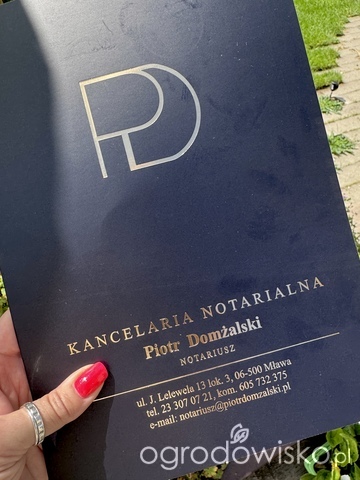 PD
KANCELARIA NOTARIALNA
Piotr Domżalski
NOTARIUSZ
ul. J. Lelewela 13 lok. 3, 06-500 Mława
tel. 23 307 07 21, kom. 605 732 375
e-mail: notariusz@piotrdomzalski.pl
ogrodowisko.pl